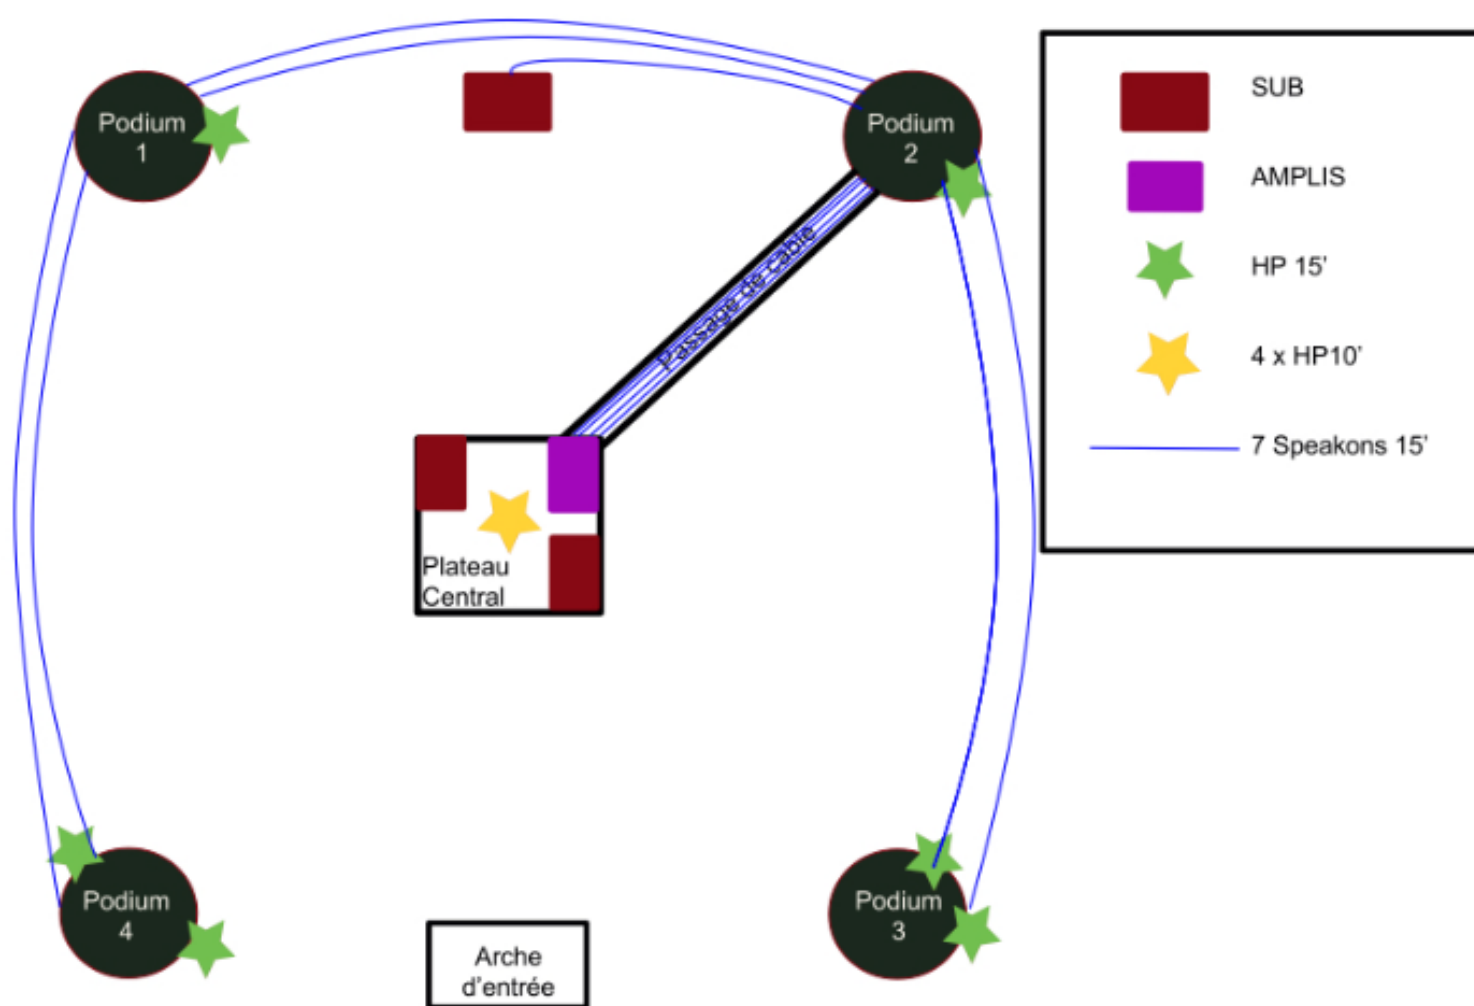 Podium
1
Podium
2
Passage de cable
Plateau
Central
Podium
4
Podium
3
Arche
d'entrée
SUB
AMPLIS
HP 15'
4 x HP10'
7 Speakons 15'